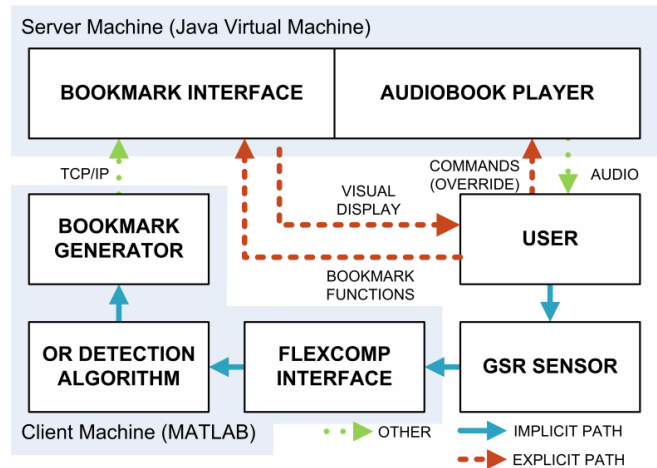 Server Machine (Java Virtual Machine)
BOOKMARK INTERFACE
AUDIOBOOK PLAYER
TCP/IP
COMMANDS
(OVERRIDE)
AUDIO
VISUAL
DISPLAY
BOOKMARK
GENERATOR
USER
BOOKMARK
FUNCTIONS
OR DETECTION
ALGORITHM
FLEXCOMP
INTERFACE
GSR SENSOR
Client Machine (MATLAB)
OTHER
IMPLICIT PATH
EXPLICIT PATH